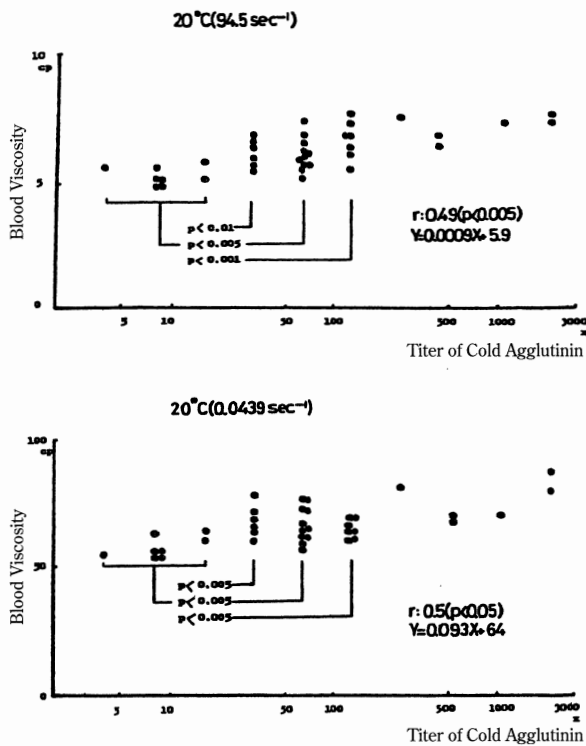 20°C(94.5 sec⁻¹)
10
cp
Blood Viscosity
5
p< 0.01
p< 0.005
p< 0.001
r:0.49(p<0.005)
Y=0.0009X+5.9
0
5 10 50 100 500 1000 3000
x
Titer of Cold Agglutinin
20°C(0.0439 sec⁻¹)
100
cp
Blood Viscosity
50
p< 0.005
p< 0.005
p< 0.005
r:0.5(p<0.05)
Y=0.093X+64
0
5 10 50 100 500 1000 3000
x
Titer of Cold Agglutinin